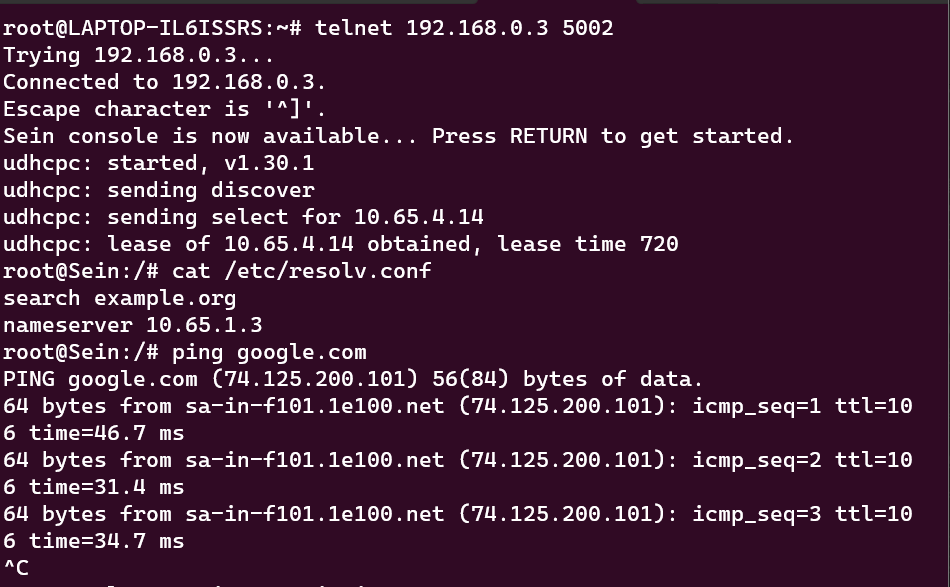 root@LAPTOP-IL6ISSRS:~# telnet 192.168.0.3 5002
Trying 192.168.0.3...
Connected to 192.168.0.3.
Escape character is '^]'.
Sein console is now available... Press RETURN to get started.
udhcpc: started, v1.30.1
udhcpc: sending discover
udhcpc: sending select for 10.65.4.14
udhcpc: lease of 10.65.4.14 obtained, lease time 720
root@Sein:/# cat /etc/resolv.conf
search example.org
nameserver 10.65.1.3
root@Sein:/# ping google.com
PING google.com (74.125.200.101) 56(84) bytes of data.
64 bytes from sa-in-f101.1e100.net (74.125.200.101): icmp_seq=1 ttl=10
6 time=46.7 ms
64 bytes from sa-in-f101.1e100.net (74.125.200.101): icmp_seq=2 ttl=10
6 time=31.4 ms
64 bytes from sa-in-f101.1e100.net (74.125.200.101): icmp_seq=3 ttl=10
6 time=34.7 ms
^C